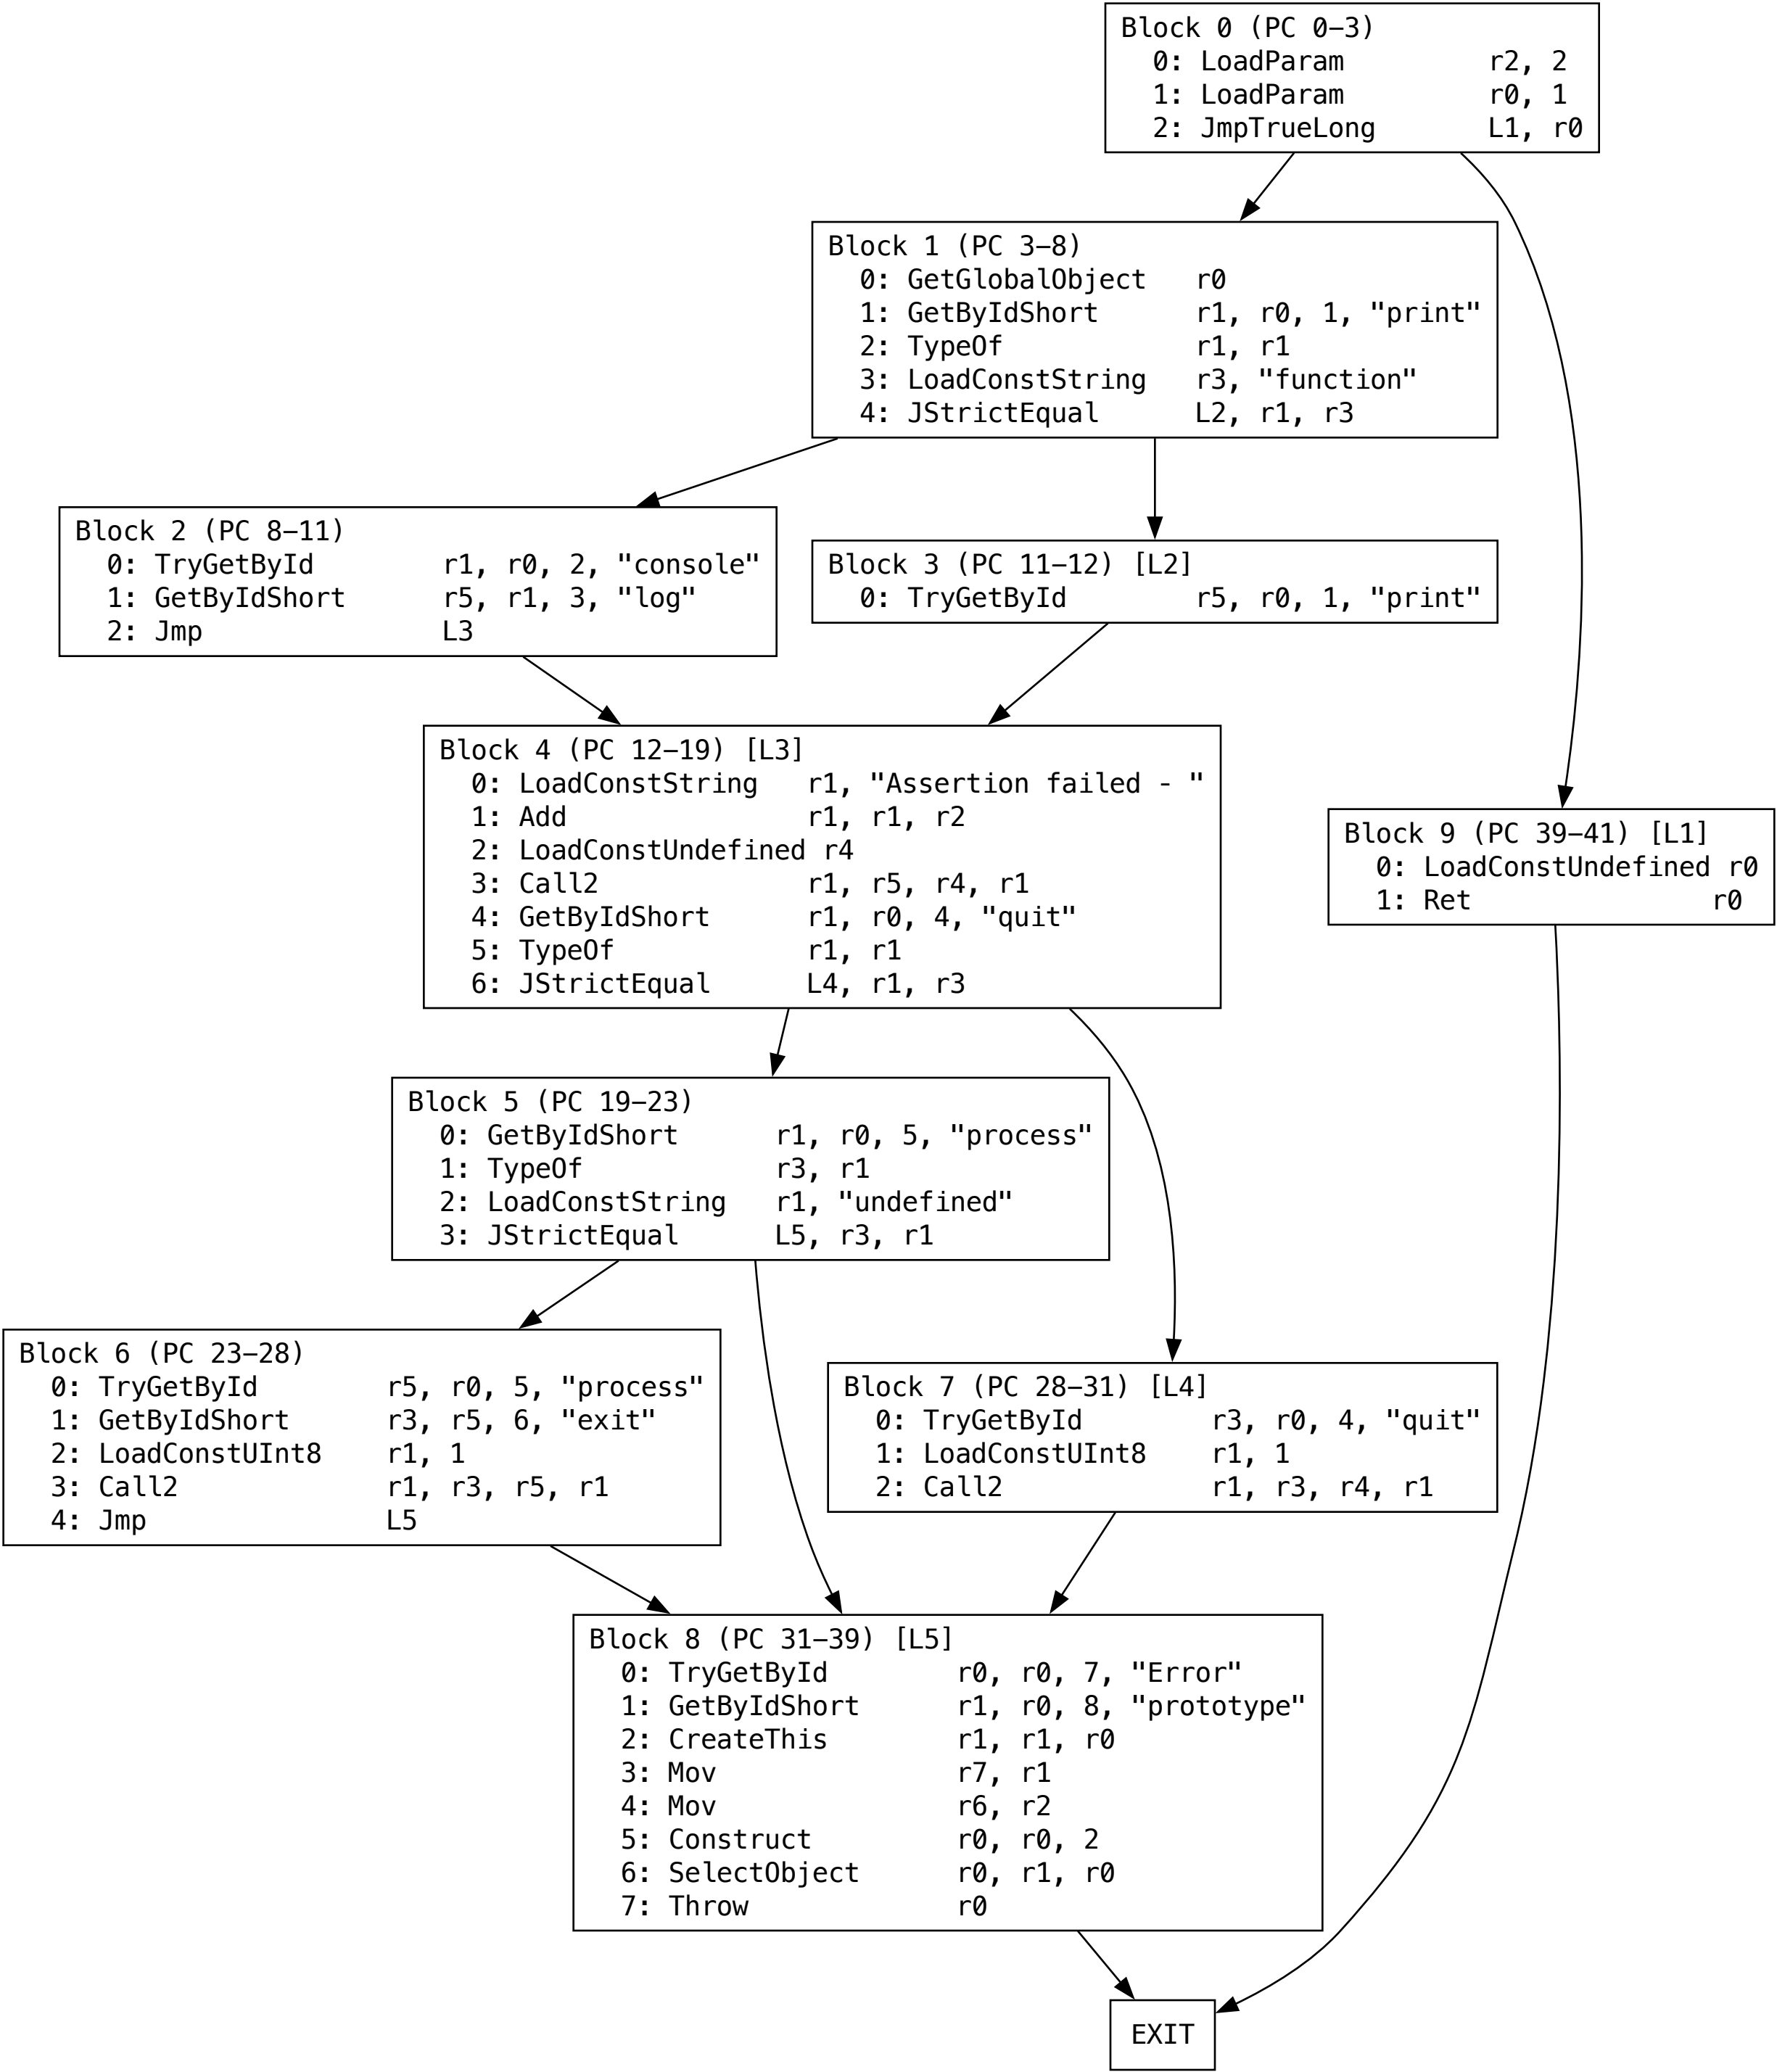 Block 0 (PC 0–3)
0: LoadParam r2, 2
1: LoadParam r0, 1
2: JmpTrueLong L1, r0
Block 1 (PC 3–8)
0: GetGlobalObject r0
1: GetByIdShort r1, r0, 1, "print"
2: TypeOf r1, r1
3: LoadConstString r3, "function"
4: JStrictEqual L2, r1, r3
Block 2 (PC 8–11)
0: TryGetById r1, r0, 2, "console"
1: GetByIdShort r5, r1, 3, "log"
2: Jmp L3
Block 3 (PC 11–12) [L2]
0: TryGetById r5, r0, 1, "print"
Block 4 (PC 12–19) [L3]
0: LoadConstString r1, "Assertion failed - "
1: Add r1, r1, r2
2: LoadConstUndefined r4
3: Call2 r1, r5, r4, r1
4: GetByIdShort r1, r0, 4, "quit"
5: TypeOf r1, r1
6: JStrictEqual L4, r1, r3
Block 9 (PC 39–41) [L1]
0: LoadConstUndefined r0
1: Ret r0
Block 5 (PC 19–23)
0: GetByIdShort r1, r0, 5, "process"
1: TypeOf r3, r1
2: LoadConstString r1, "undefined"
3: JStrictEqual L5, r3, r1
Block 6 (PC 23–28)
0: TryGetById r5, r0, 5, "process"
1: GetByIdShort r3, r5, 6, "exit"
2: LoadConstUInt8 r1, 1
3: Call2 r1, r3, r5, r1
4: Jmp L5
Block 7 (PC 28–31) [L4]
0: TryGetById r3, r0, 4, "quit"
1: LoadConstUInt8 r1, 1
2: Call2 r1, r3, r4, r1
Block 8 (PC 31–39) [L5]
0: TryGetById r0, r0, 7, "Error"
1: GetByIdShort r1, r0, 8, "prototype"
2: CreateThis r1, r1, r0
3: Mov r7, r1
4: Mov r6, r2
5: Construct r0, r0, 2
6: SelectObject r0, r1, r0
7: Throw r0
EXIT